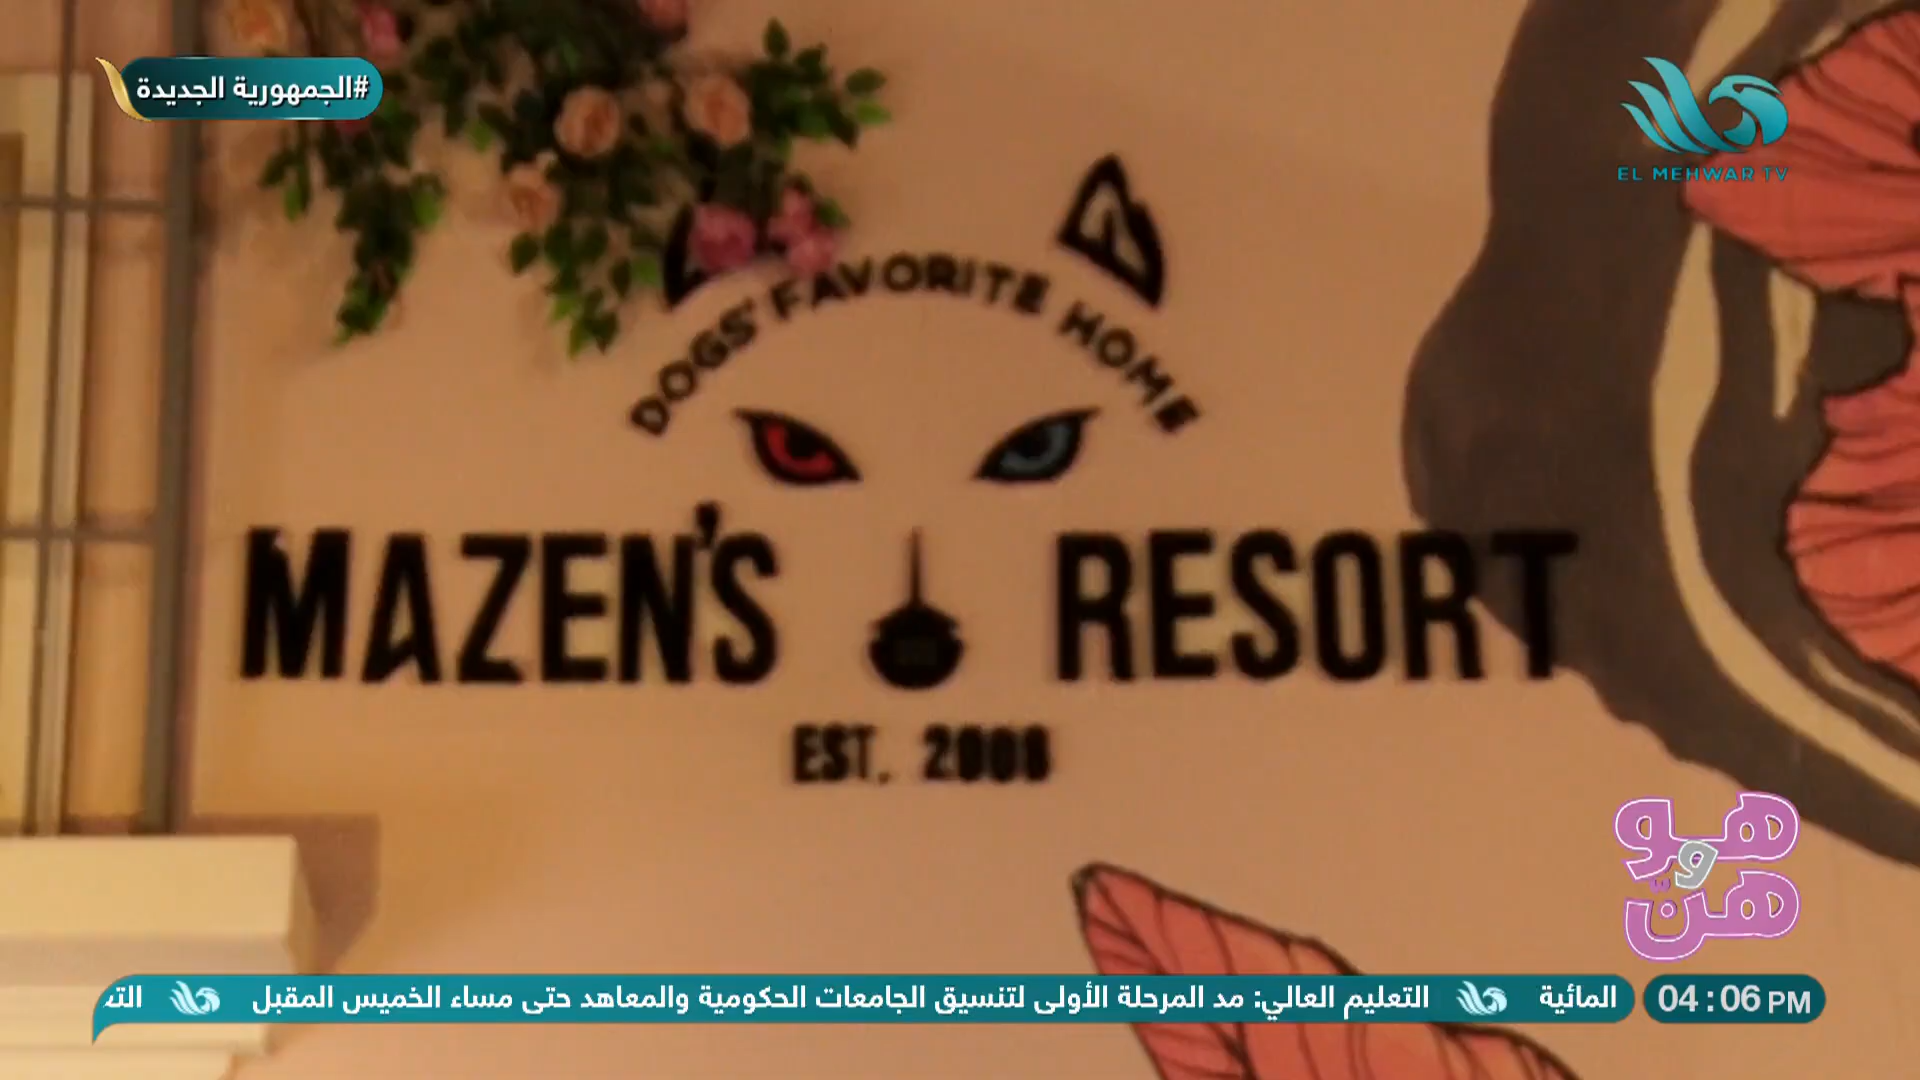 #الجمهورية الجديدة
EL MEHWAR TV
DOGS' FAVORITE HOME
MAZEN'S RESORT
EST. 2008
هو
و
هنّ
المائية
التعليم العالي: مد المرحلة الأولى لتنسيق الجامعات الحكومية والمعاهد حتى مساء الخميس المقبل
04:06 PM